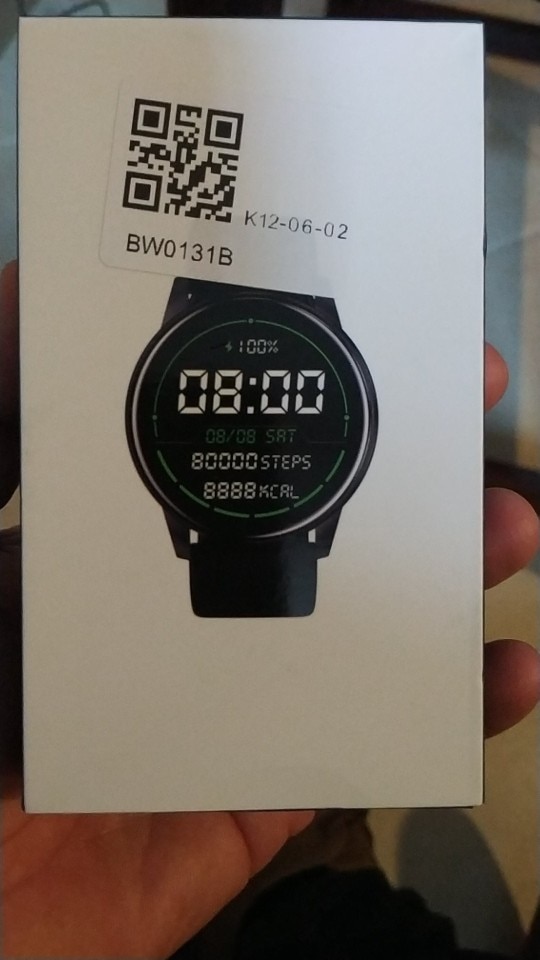 K12-06-02
BW0131B
100%
08:00
08/08 SAT
80000STEPS
8888KCAL